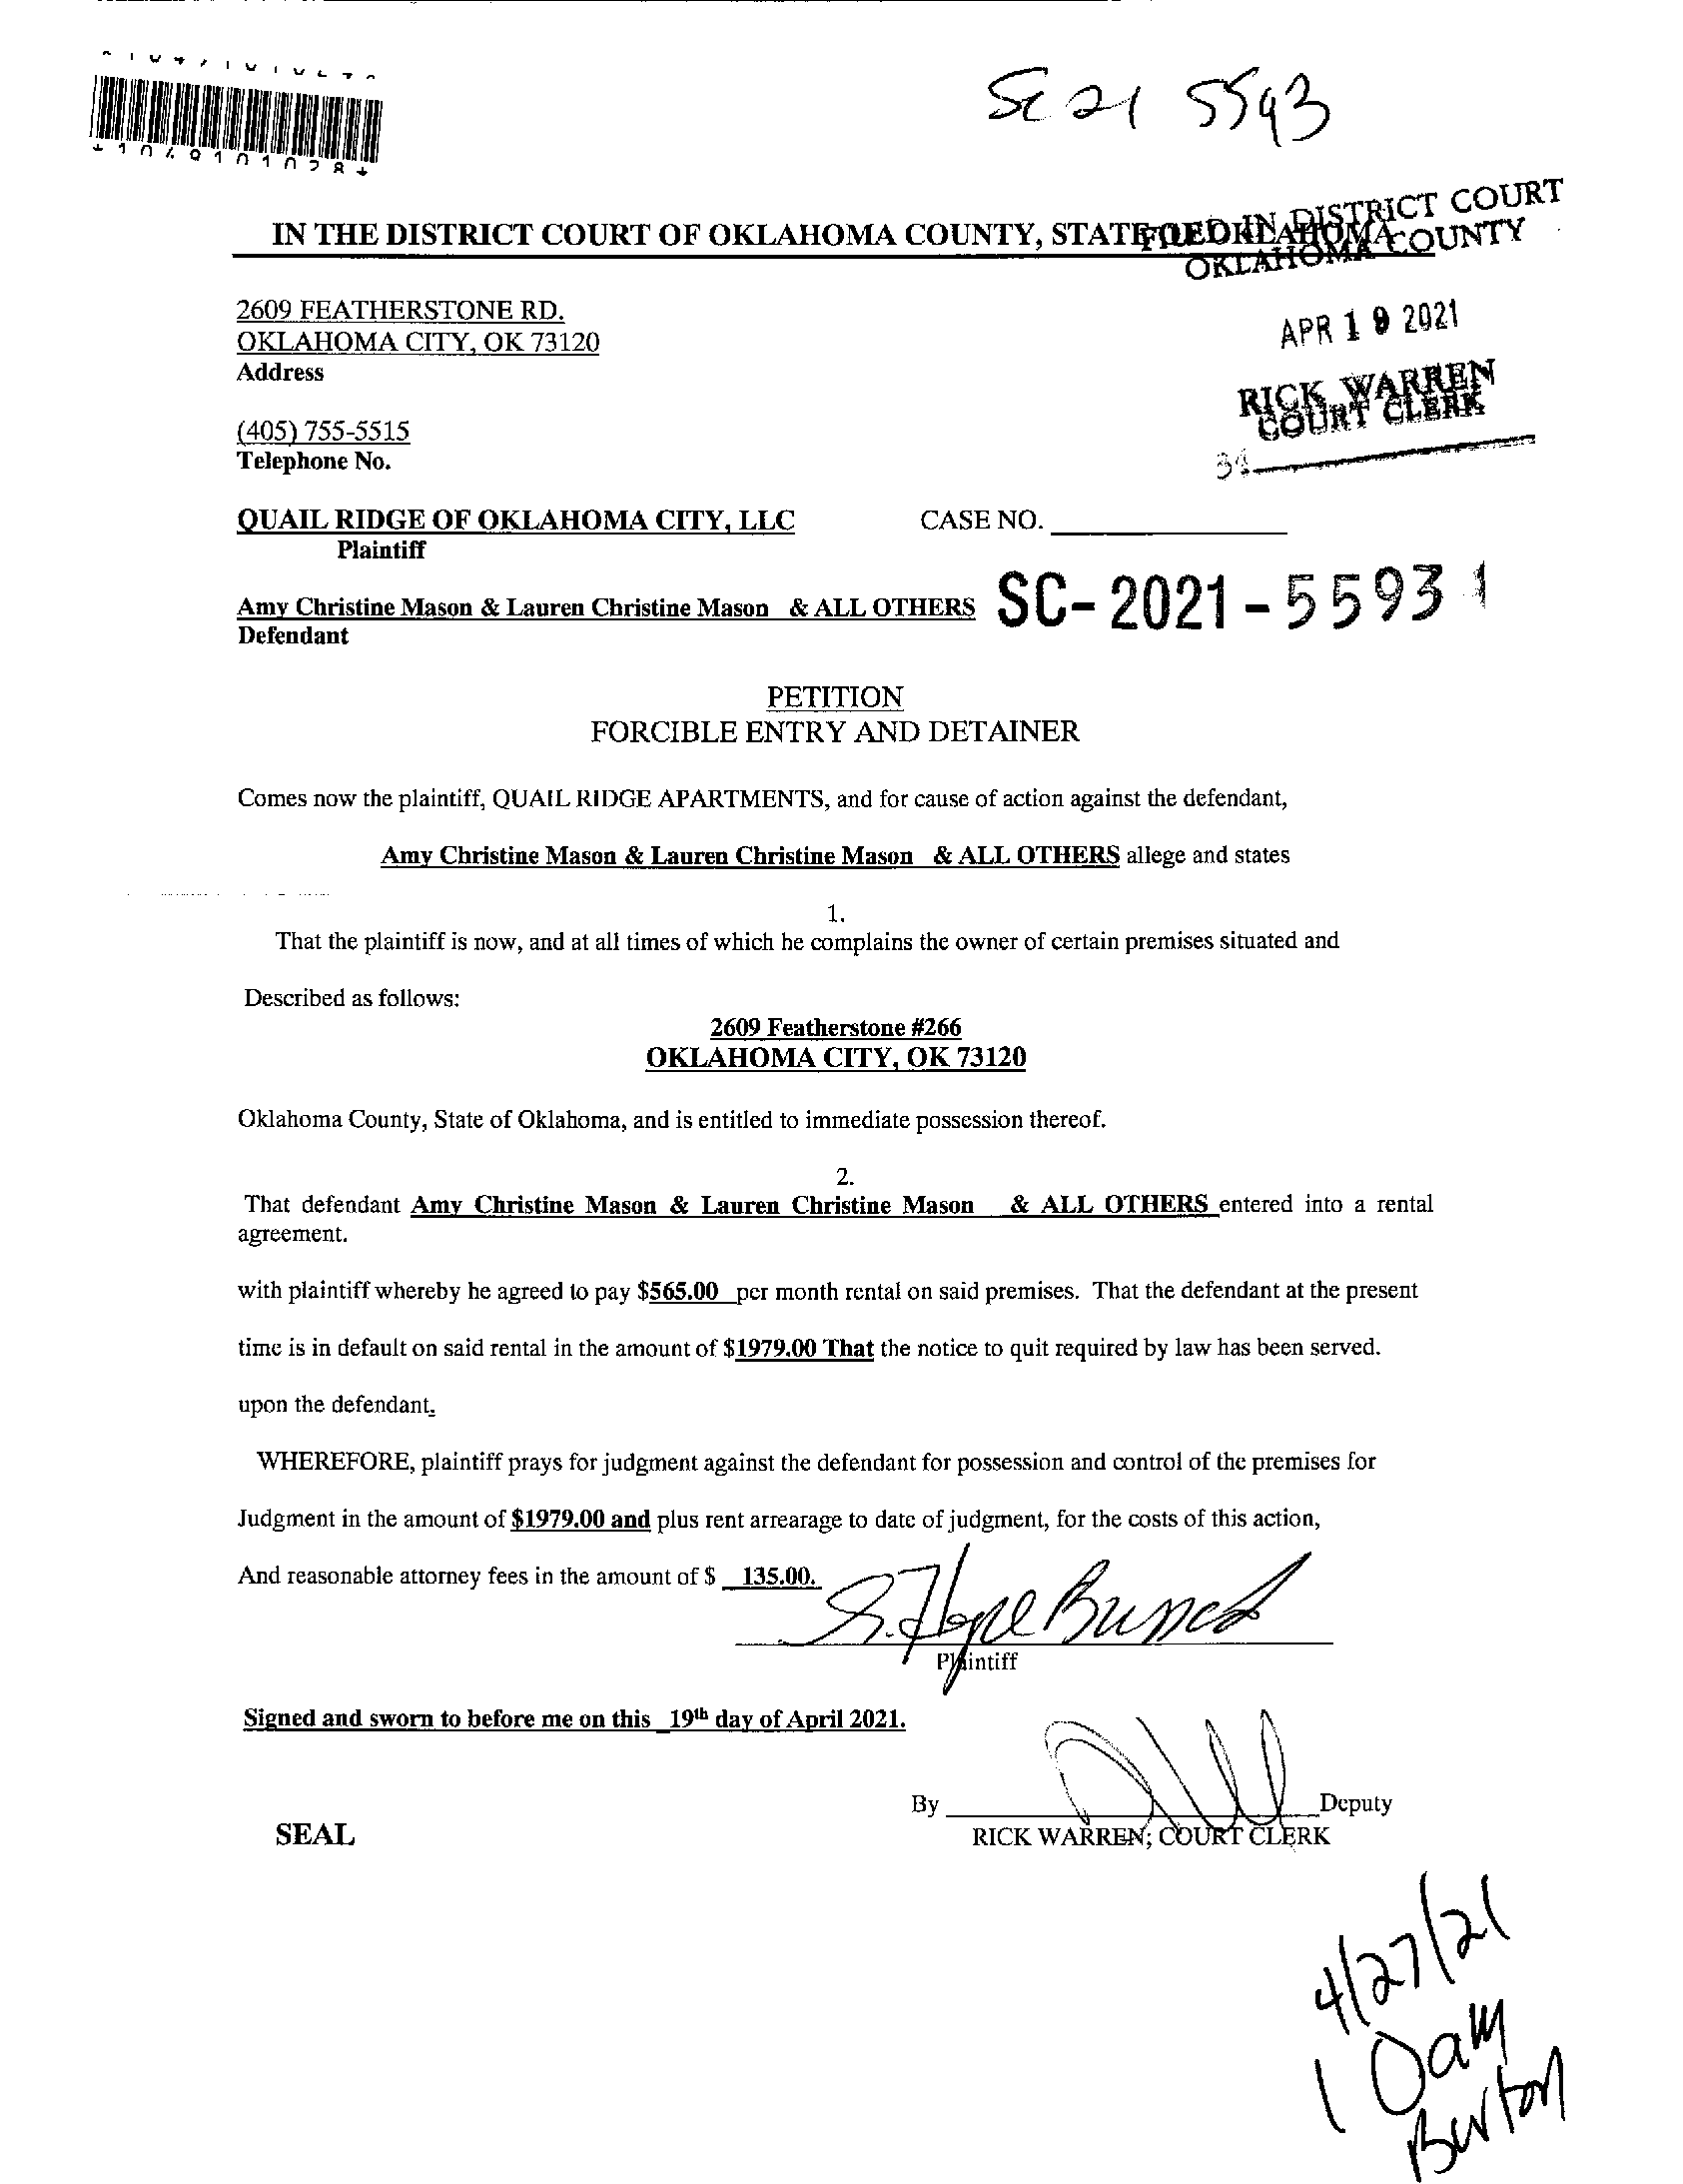 SC 21 5593
*1049101028*
FILED IN DISTRICT COURT
OKLAHOMA COUNTY
IN THE DISTRICT COURT OF OKLAHOMA COUNTY, STATE OF OKLAHOMA
2609 FEATHERSTONE RD.
OKLAHOMA CITY, OK 73120
Address
APR 19 2021
RICK WARREN
COURT CLERK
(405) 755-5515
Telephone No.
34
QUAIL RIDGE OF OKLAHOMA CITY, LLC CASE NO.
Plaintiff
SC-2021-5593
Amy Christine Mason & Lauren Christine Mason & ALL OTHERS
Defendant
PETITION
FORCIBLE ENTRY AND DETAINER
Comes now the plaintiff, QUAIL RIDGE APARTMENTS, and for cause of action against the defendant,
Amy Christine Mason & Lauren Christine Mason & ALL OTHERS allege and states
1.
That the plaintiff is now, and at all times of which he complains the owner of certain premises situated and
Described as follows:
2609 Featherstone #266
OKLAHOMA CITY, OK 73120
Oklahoma County, State of Oklahoma, and is entitled to immediate possession thereof.
2.
That defendant Amy Christine Mason & Lauren Christine Mason & ALL OTHERS entered into a rental
agreement.
with plaintiff whereby he agreed to pay $565.00 per month rental on said premises. That the defendant at the present
time is in default on said rental in the amount of $1979.00 That the notice to quit required by law has been served.
upon the defendant.
WHEREFORE, plaintiff prays for judgment against the defendant for possession and control of the premises for
Judgment in the amount of $1979.00 and plus rent arrearage to date of judgment, for the costs of this action,
And reasonable attorney fees in the amount of $ 135.00.
S. Hope Bunch
Plaintiff
Signed and sworn to before me on this 19th day of April 2021.
By Deputy
SEAL
RICK WARREN; COURT CLERK
4/27/21
10am
Burton